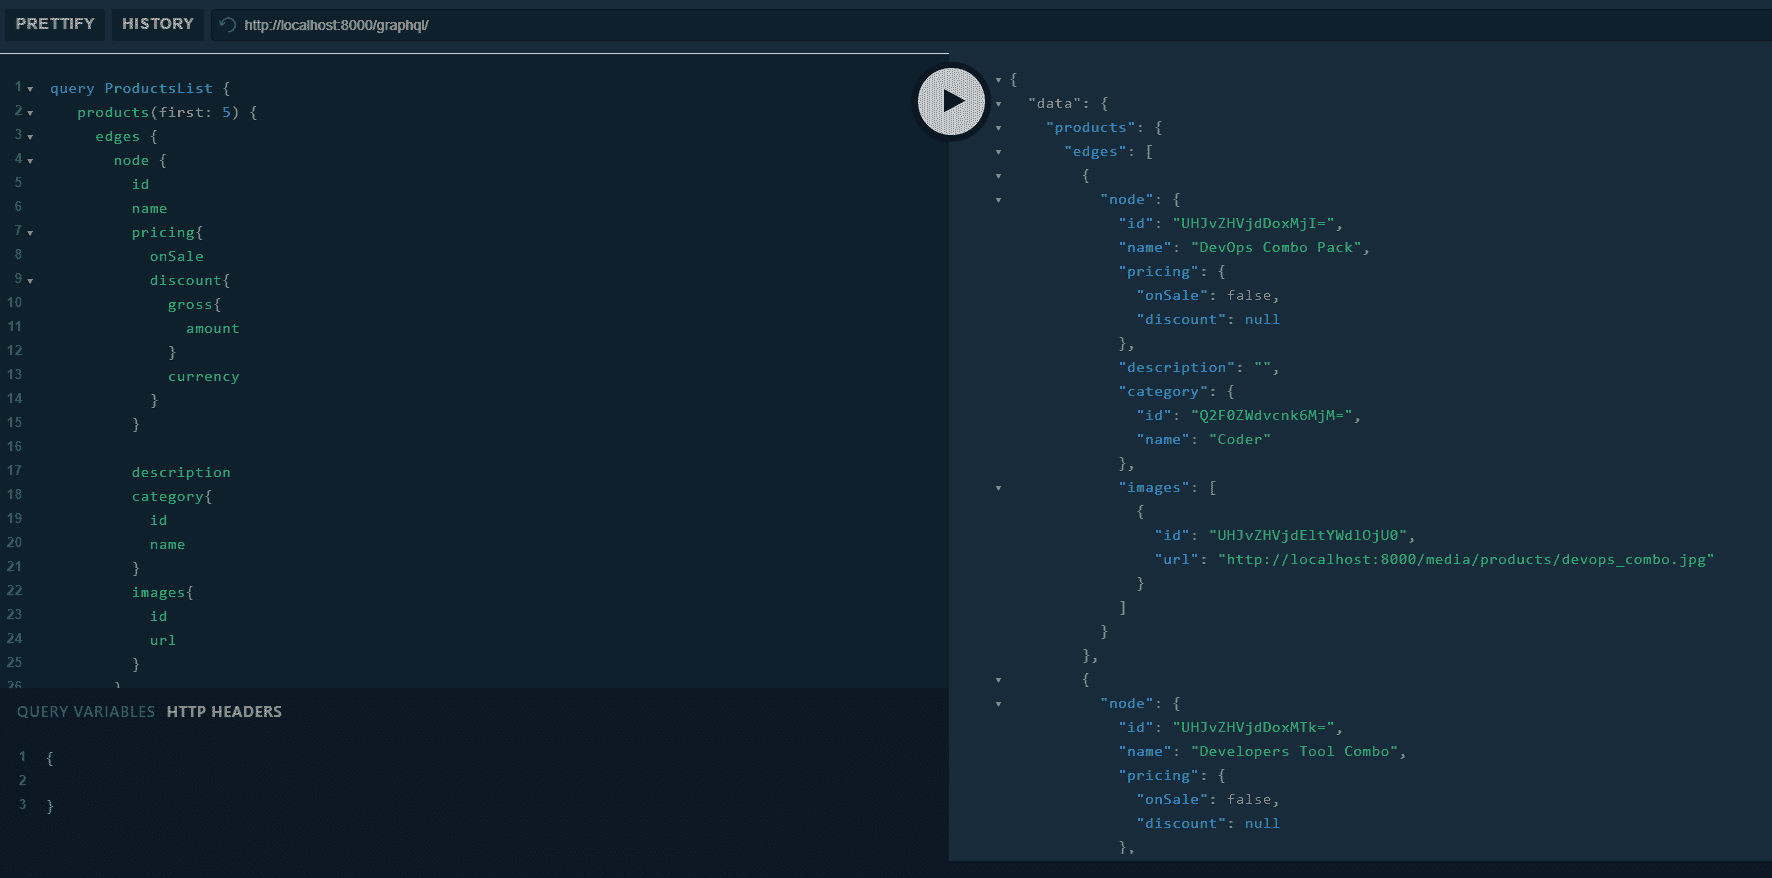 PRETTIFY HISTORY http://localhost:8000/graphql/
1 query ProductsList {
2 products(first: 5) {
3 edges {
4 node {
5 id
6 name
7 pricing{
8 onSale
9 discount{
10 gross{
11 amount
12 }
13 currency
14 }
15 }
16
17 description
18 category{
19 id
20 name
21 }
22 images{
23 id
24 url
25 }
26 }
QUERY VARIABLES HTTP HEADERS
1 {
2
3 }
{
"data": {
"products": {
"edges": [
{
"node": {
"id": "UHJvZHVjdDoxMjI=",
"name": "DevOps Combo Pack",
"pricing": {
"onSale": false,
"discount": null
},
"description": "",
"category": {
"id": "Q2F0ZWdvcnk6MjM=",
"name": "Coder"
},
"images": [
{
"id": "UHJvZHVjdEltYWdlOjU0",
"url": "http://localhost:8000/media/products/devops_combo.jpg"
}
]
}
},
{
"node": {
"id": "UHJvZHVjdDoxMTk=",
"name": "Developers Tool Combo",
"pricing": {
"onSale": false,
"discount": null
},